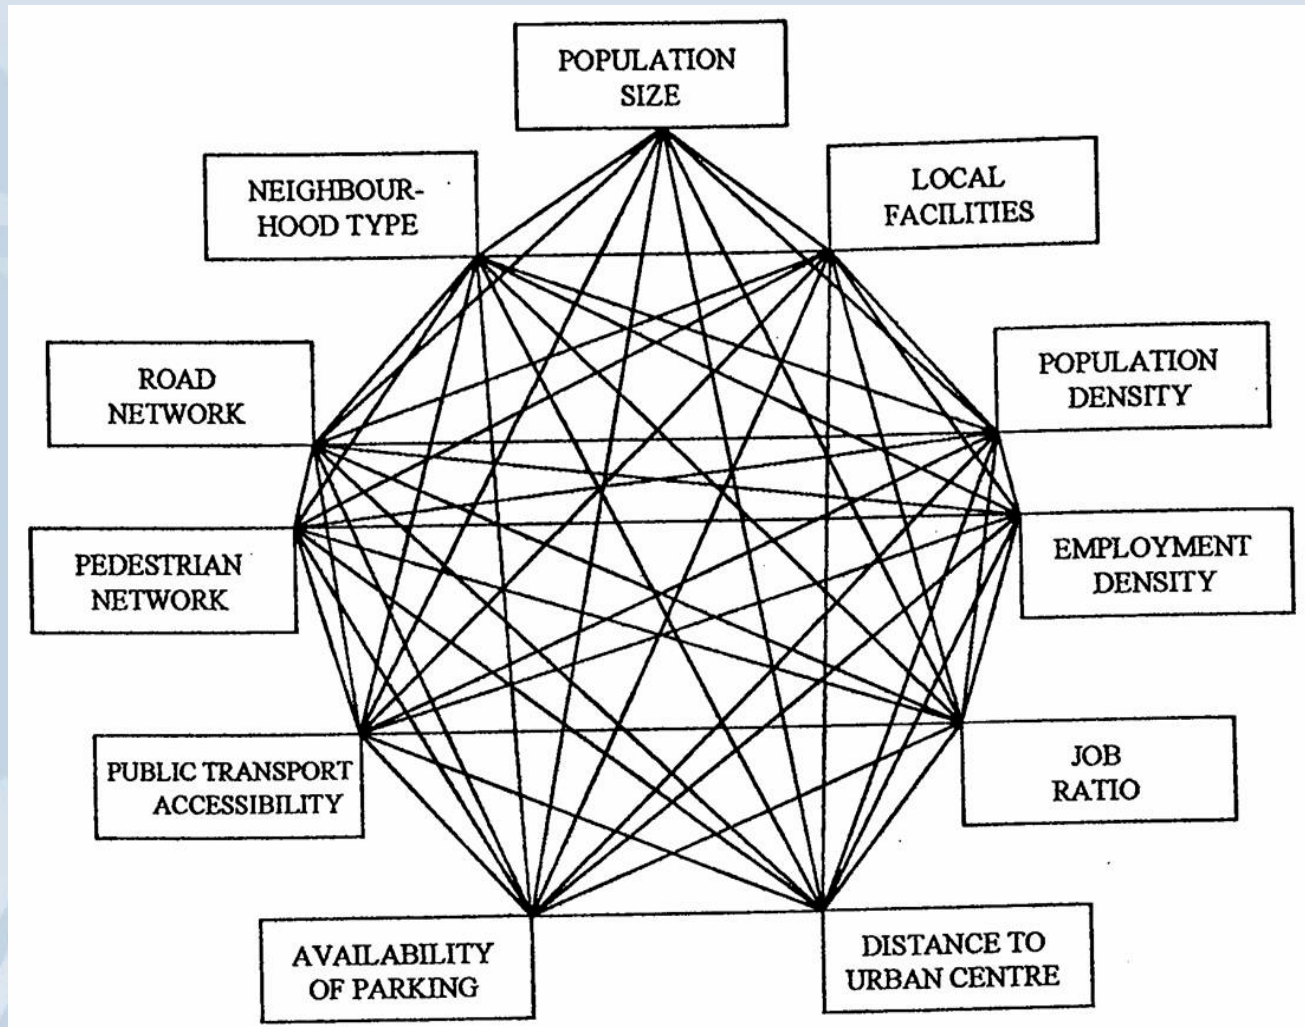 POPULATION
SIZE
NEIGHBOUR-
HOOD TYPE
LOCAL
FACILITIES
ROAD
NETWORK
POPULATION
DENSITY
PEDESTRIAN
NETWORK
EMPLOYMENT
DENSITY
PUBLIC TRANSPORT
ACCESSIBILITY
JOB
RATIO
AVAILABILITY
OF PARKING
DISTANCE TO
URBAN CENTRE